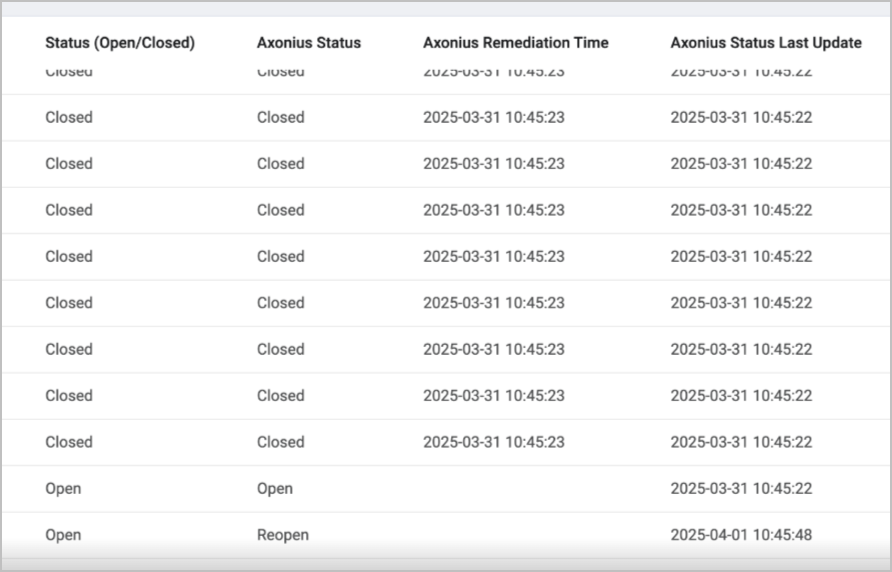 Status (Open/Closed) Axonius Status Axonius Remediation Time Axonius Status Last Update
Closed Closed 2025-03-31 10:45:23 2025-03-31 10:45:22
Closed Closed 2025-03-31 10:45:23 2025-03-31 10:45:22
Closed Closed 2025-03-31 10:45:23 2025-03-31 10:45:22
Closed Closed 2025-03-31 10:45:23 2025-03-31 10:45:22
Closed Closed 2025-03-31 10:45:23 2025-03-31 10:45:22
Closed Closed 2025-03-31 10:45:23 2025-03-31 10:45:22
Closed Closed 2025-03-31 10:45:23 2025-03-31 10:45:22
Closed Closed 2025-03-31 10:45:23 2025-03-31 10:45:22
Closed Closed 2025-03-31 10:45:23 2025-03-31 10:45:22
Open Open 2025-03-31 10:45:22
Open Reopen 2025-04-01 10:45:48